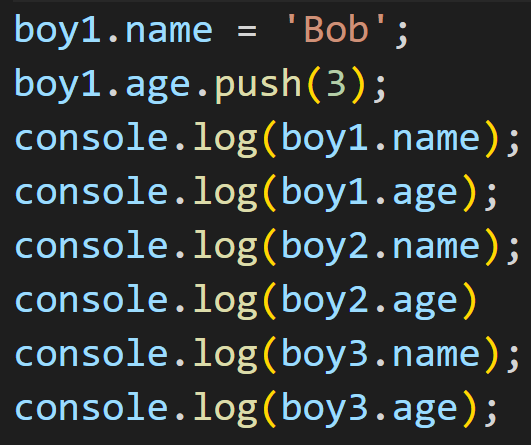 boy1.name = 'Bob';
boy1.age.push(3);
console.log(boy1.name);
console.log(boy1.age);
console.log(boy2.name);
console.log(boy2.age)
console.log(boy3.name);
console.log(boy3.age);